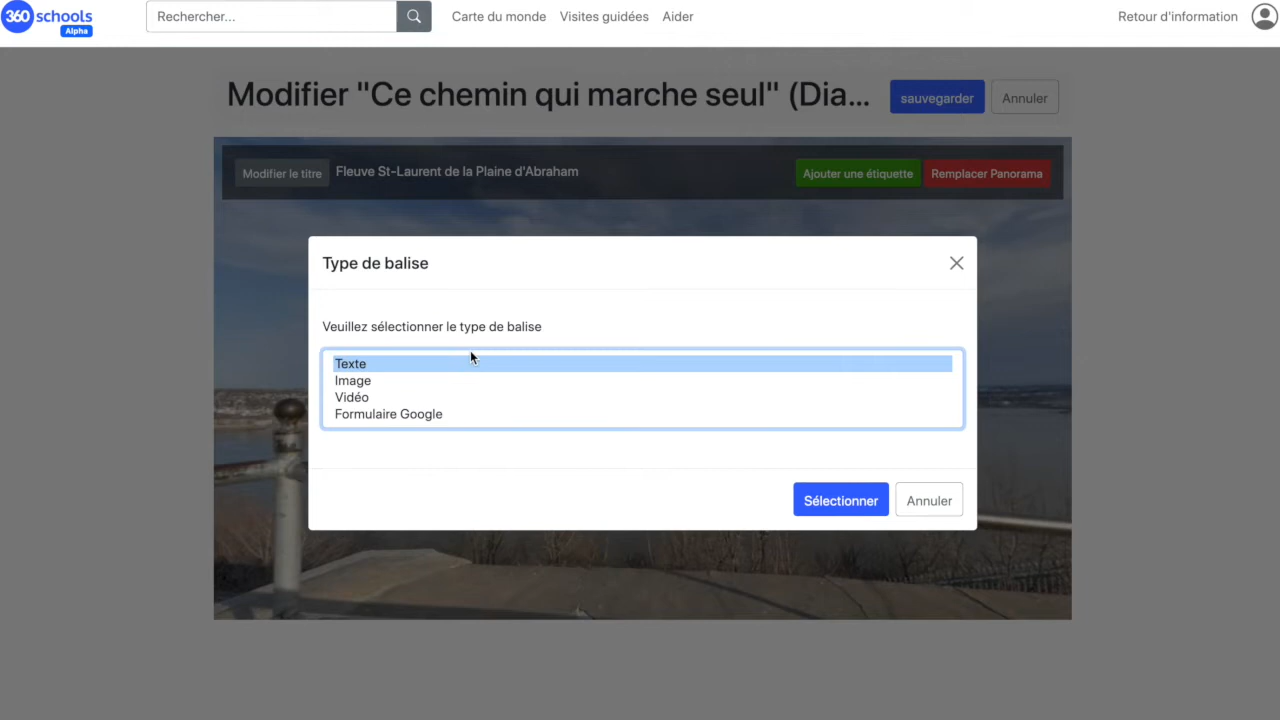 360 schools
Alpha
Rechercher...
Carte du monde
Visites guidées
Aider
Retour d'information
Modifier "Ce chemin qui marche seul" (Dia...
sauvegarder
Annuler
Modifier le titre
Fleuve St-Laurent de la Plaine d'Abraham
Ajouter une étiquette
Remplacer Panorama
Type de balise
Veuillez sélectionner le type de balise
Texte
Image
Vidéo
Formulaire Google
Sélectionner
Annuler